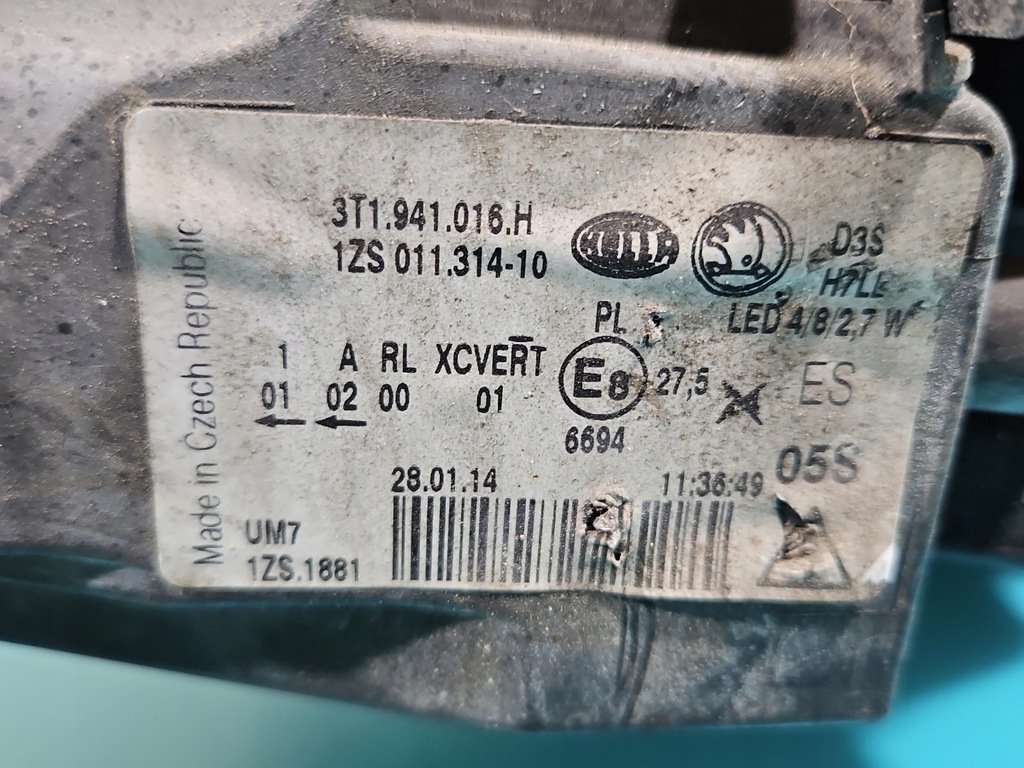 3T1.941.016.H
1ZS 011.314-10
HELLA
D3S
H7LL
PL
LED 4/8/2,7 W
1 A RL XCVERT
01 02 00 01
E8
27,5
ES
6694
05S
28.01.14
11:36:49
UM7
1ZS.1881
Made in Czech Republic